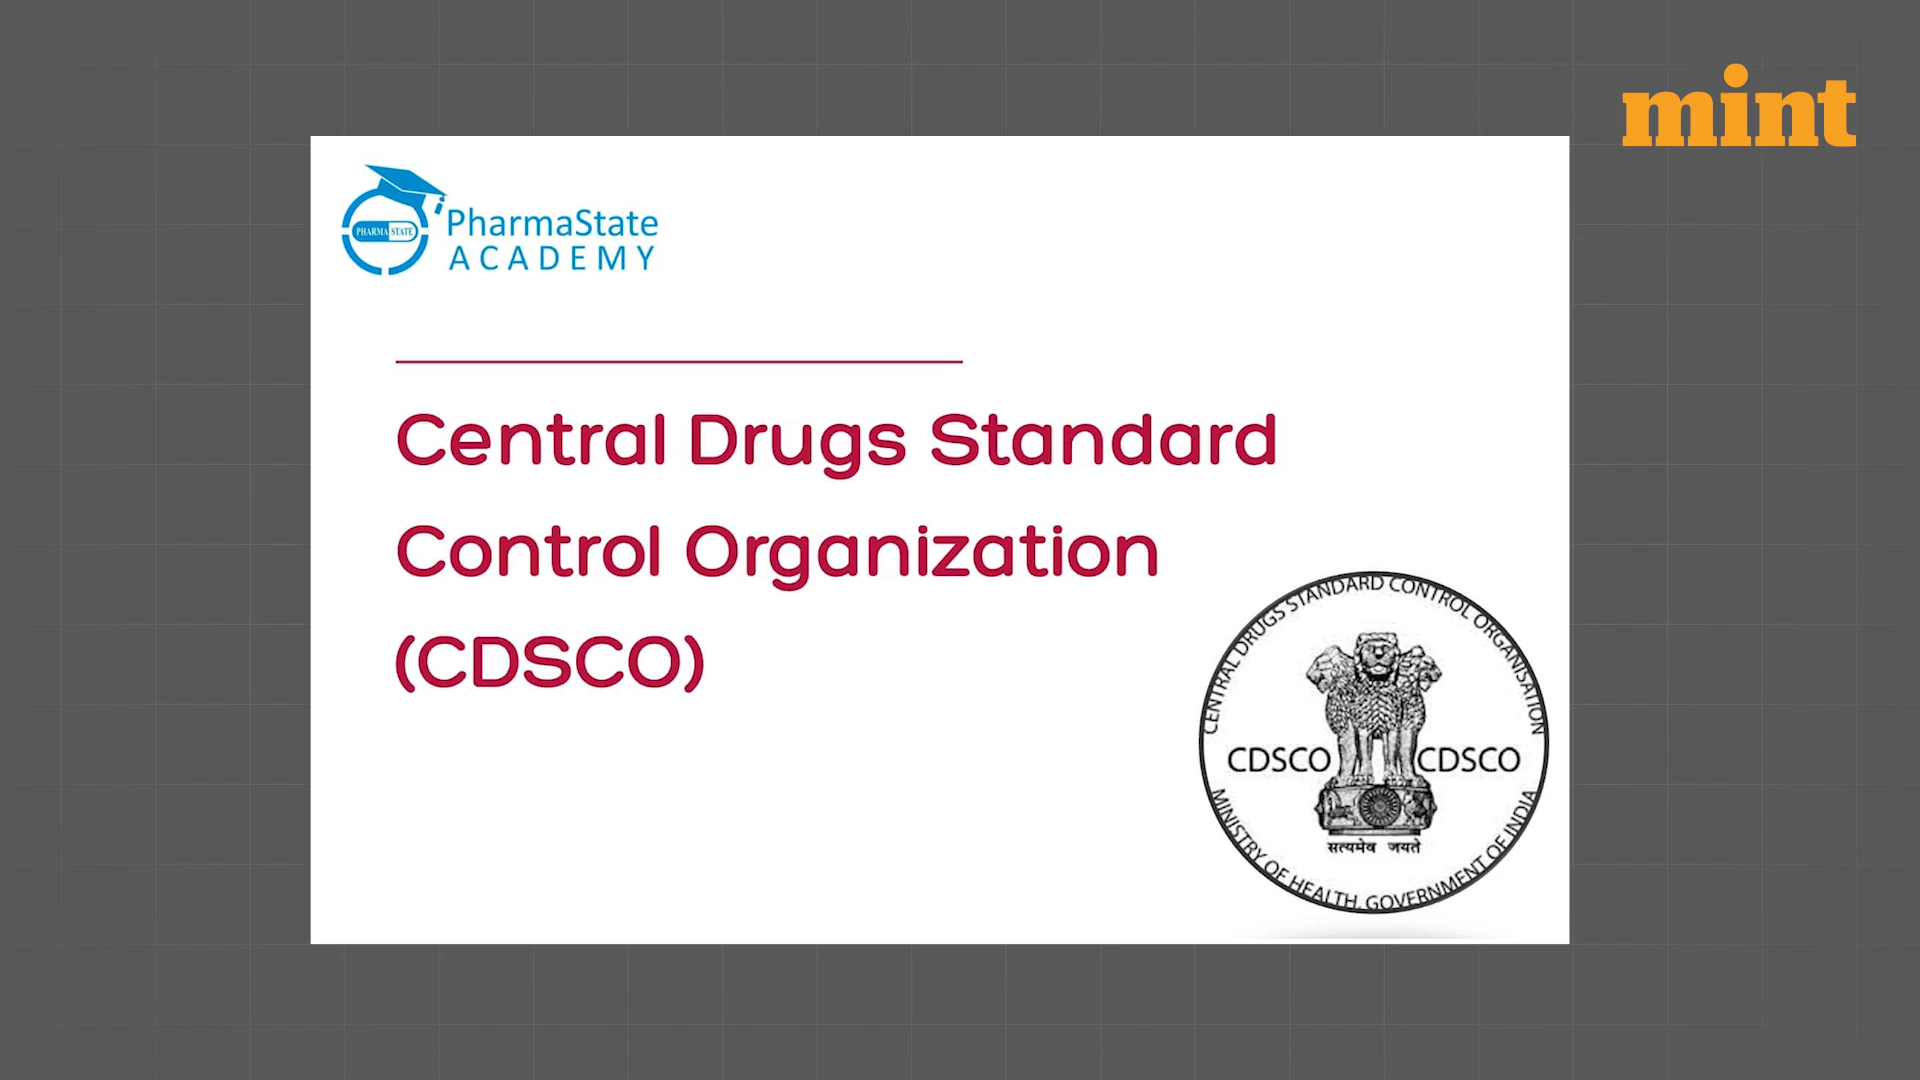 mint
PHARMA STATE
PharmaState
ACADEMY
Central Drugs Standard
Control Organization
(CDSCO)
CENTRAL DRUGS STANDARD CONTROL ORGANISATION
CDSCO CDSCO
सत्यमेव जयते
MINISTRY OF HEALTH, GOVERNMENT OF INDIA